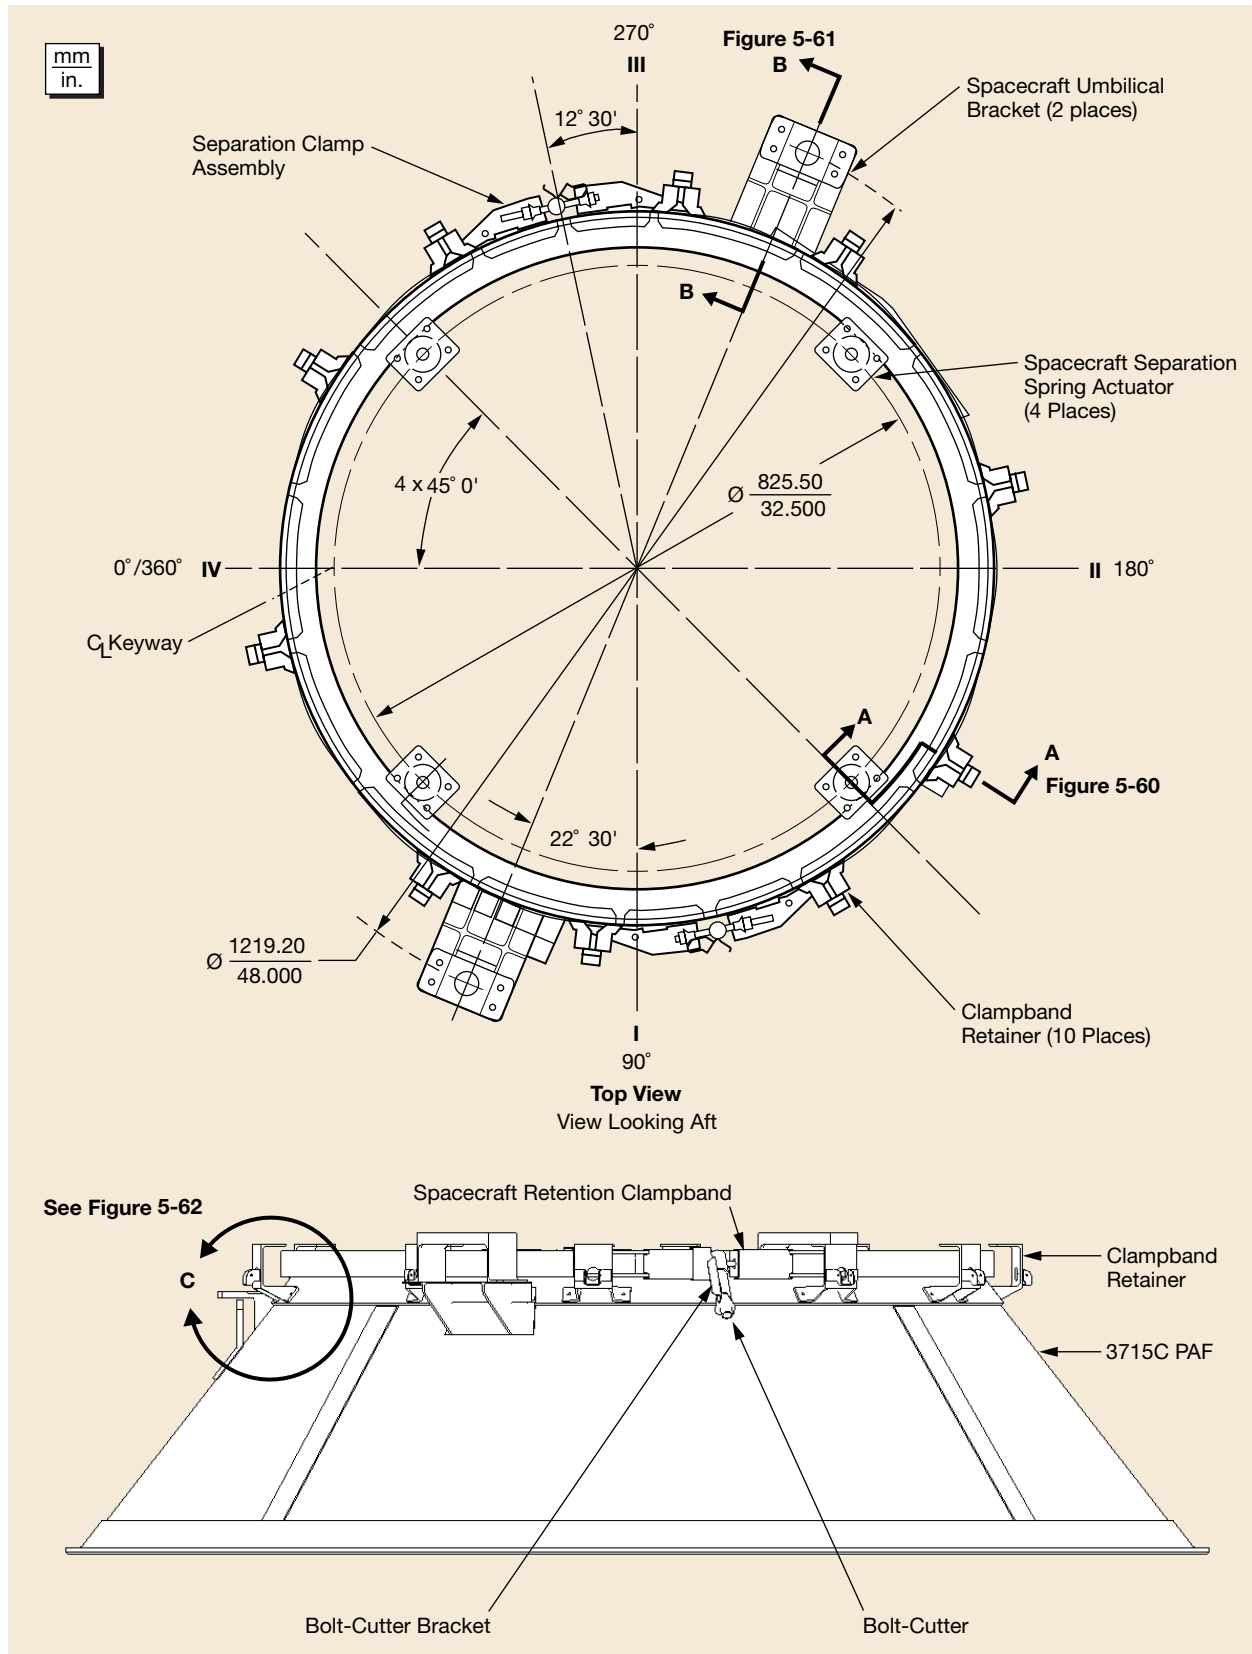 mm
in.
270°
III
Figure 5-61
B
Spacecraft Umbilical
Bracket (2 places)
12° 30'
Separation Clamp
Assembly
B
Spacecraft Separation
Spring Actuator
(4 Places)
4 x 45° 0'
Ø 825.50
32.500
0°/360° IV
II 180°
CL Keyway
A
A
Figure 5-60
22° 30'
Ø 1219.20
48.000
Clampband
Retainer (10 Places)
I
90°
Top View
View Looking Aft
Spacecraft Retention Clampband
See Figure 5-62
C
Clampband
Retainer
3715C PAF
Bolt-Cutter Bracket
Bolt-Cutter